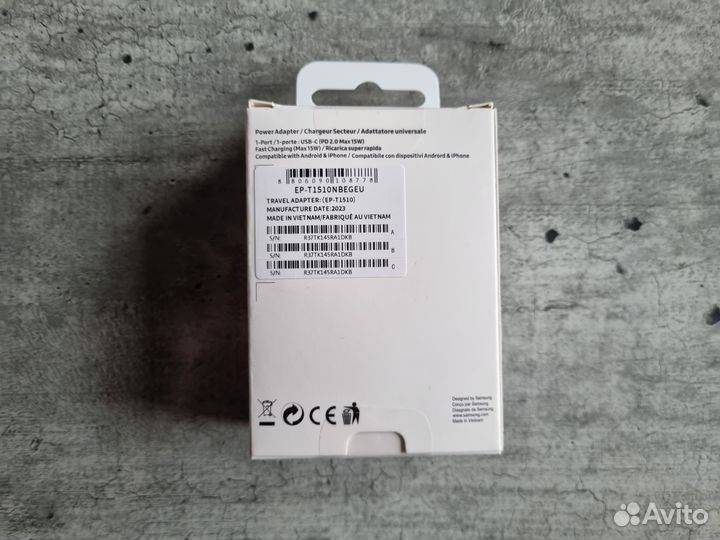 Power Adapter / Chargeur Secteur / Adattatore universale
1-Port / 1-porte : USB-C (PD 2.0 Max 15W)
Fast Charging (Max 15W) / Ricarica super rapida
Compatible with Android & iPhone / Compatibile con dispositivi Andrord & iPhone
8 806090 108778
EP-T1510NBEGEU
TRAVEL ADAPTER: (EP-T1510)
MANUFACTURE DATE: 2023
MADE IN VIETNAM/FABRIQUÉ AU VIETNAM
A
S/N: R37TK145RA1DKB
B
S/N: R37TK145RA1DKB
C
S/N: R37TK145RA1DKB
CE
Designed by Samsung
Conçu par Samsung
Disegnato da Samsung
www.samsung.com
Made in Vietnam
Avito